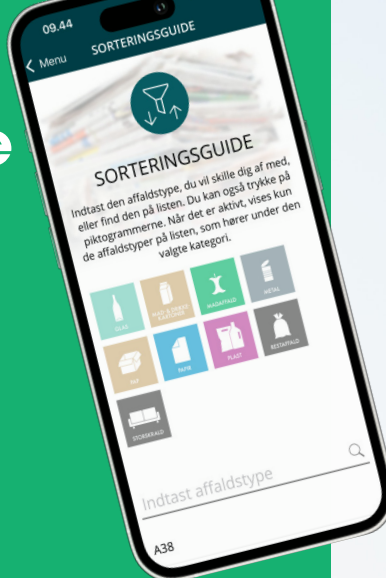 e
09.44
Menu
SORTERINGSGUIDE
SORTERINGSGUIDE
Indtast den affaldstype, du vil skille dig af med,
eller find den på listen. Du kan også trykke på
piktogrammerne. Når det er aktivt, vises kun
de affaldstyper på listen, som hører under den
valgte kategori.
GLAS
MAD- & DRIKKE
KARTONER
MADAFFALD
METAL
PAP
PAPIR
PLAST
RESTAFFALD
STORSKRALD
Indtast affaldstype
A38